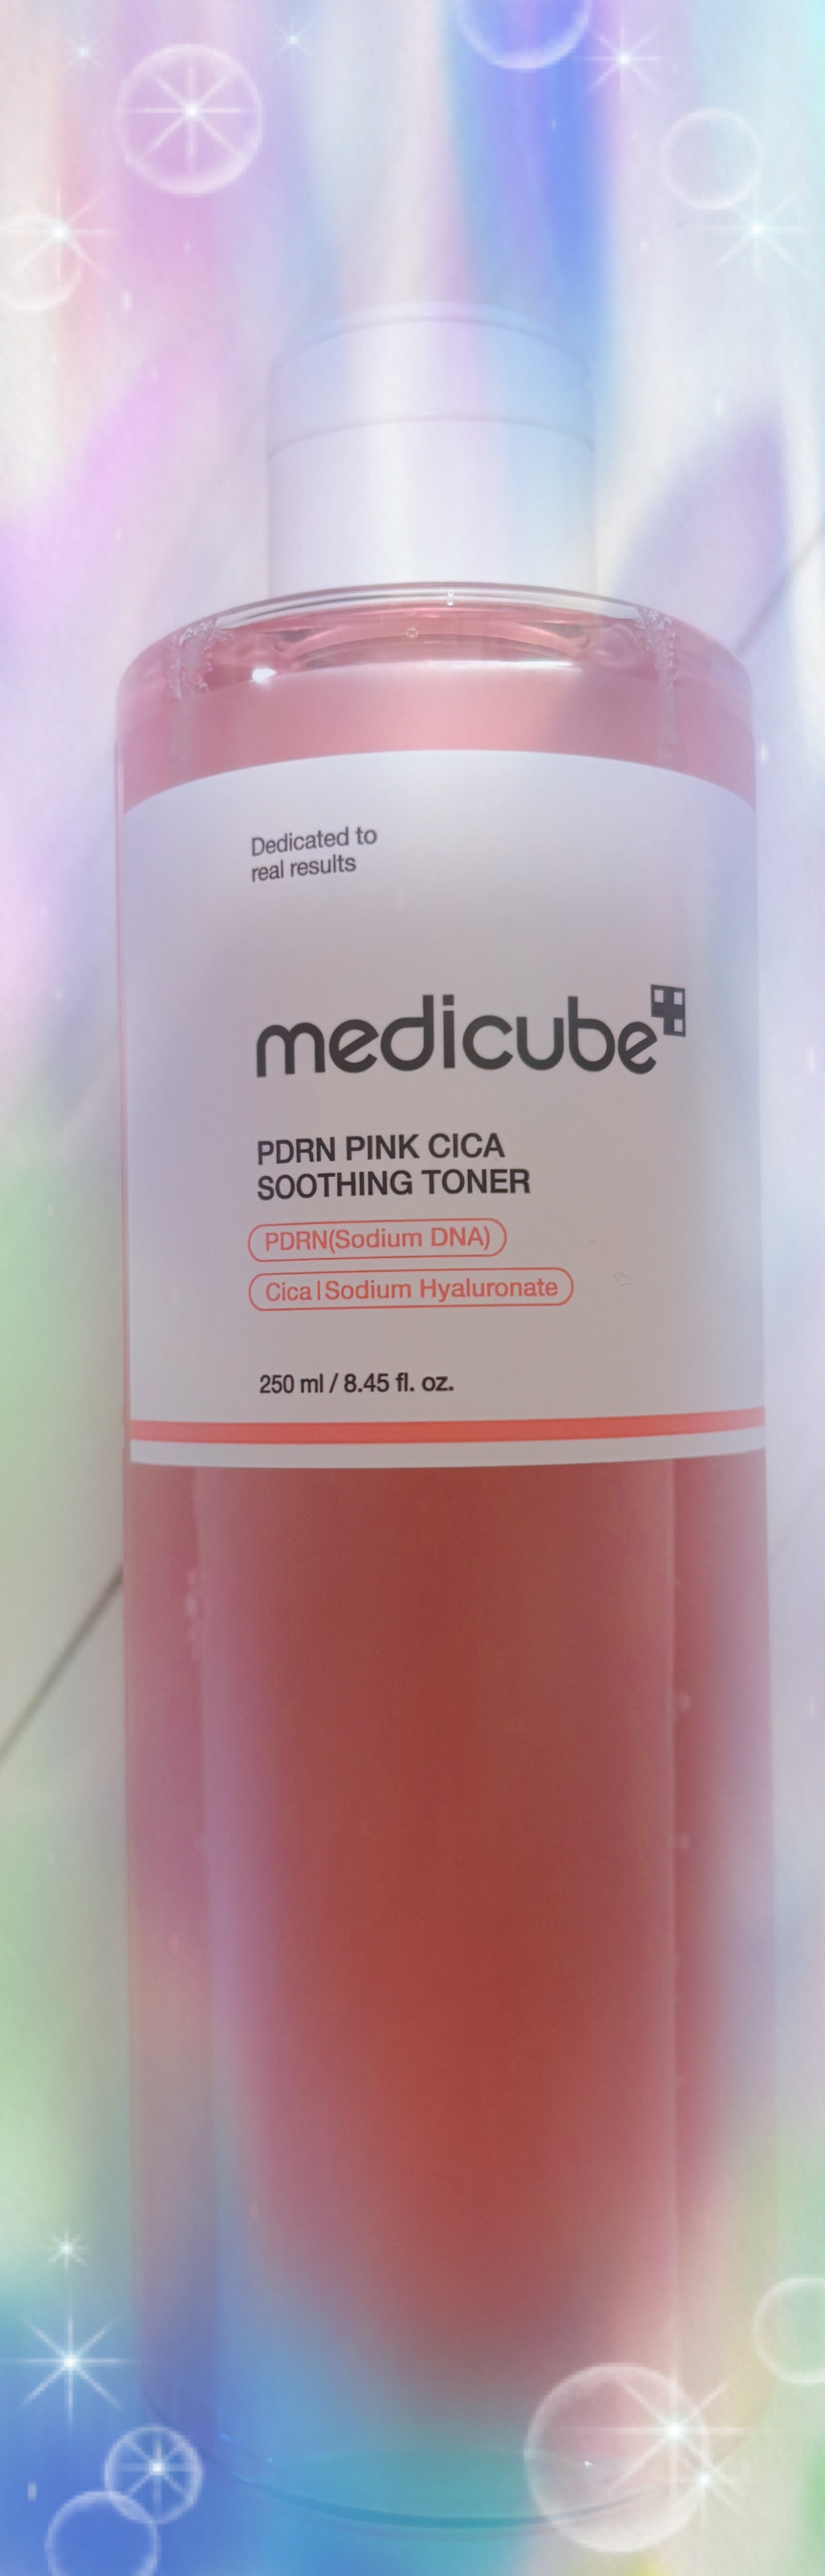 Dedicated to
real results
medicube
PDRN PINK CICA
SOOTHING TONER
PDRN(Sodium DNA)
Cica|Sodium Hyaluronate
250 ml / 8.45 fl. oz.